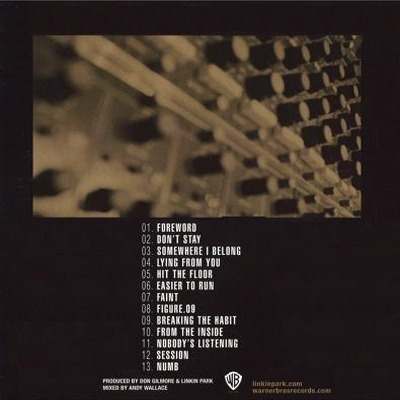 01. FOREWORD
02. DON'T STAY
03. SOMEWHERE I BELONG
04. LYING FROM YOU
05. HIT THE FLOOR
06. EASIER TO RUN
07. FAINT
08. FIGURE.09
09. BREAKING THE HABIT
10. FROM THE INSIDE
11. NOBODY'S LISTENING
12. SESSION
13. NUMB
PRODUCED BY DON GILMORE & LINKIN PARK
MIXED BY ANDY WALLACE
WB
linkinpark.com
warnerbrosrecords.com